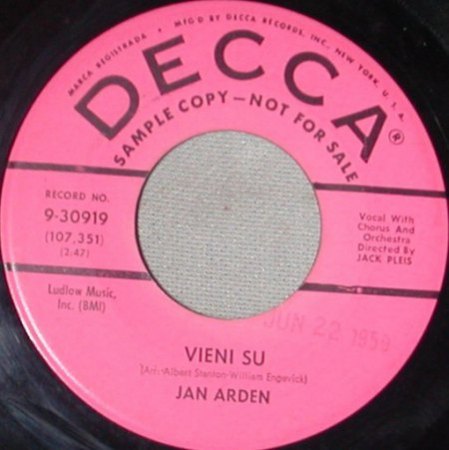 MARCA REGISTRADA • MFG'D BY DECCA RECORDS, INC., NEW YORK, U. S. A.
DECCA®
SAMPLE COPY—NOT FOR SALE
RECORD NO.
9-30919
(107,351)
(2:47)
Vocal With
Chorus And
Orchestra
Directed By
JACK PLEIS
Ludlow Music,
Inc. (BMI)
JUN 22 1959
VIENI SU
(Arr.-Albert Stanton-William Engevick)
JAN ARDEN